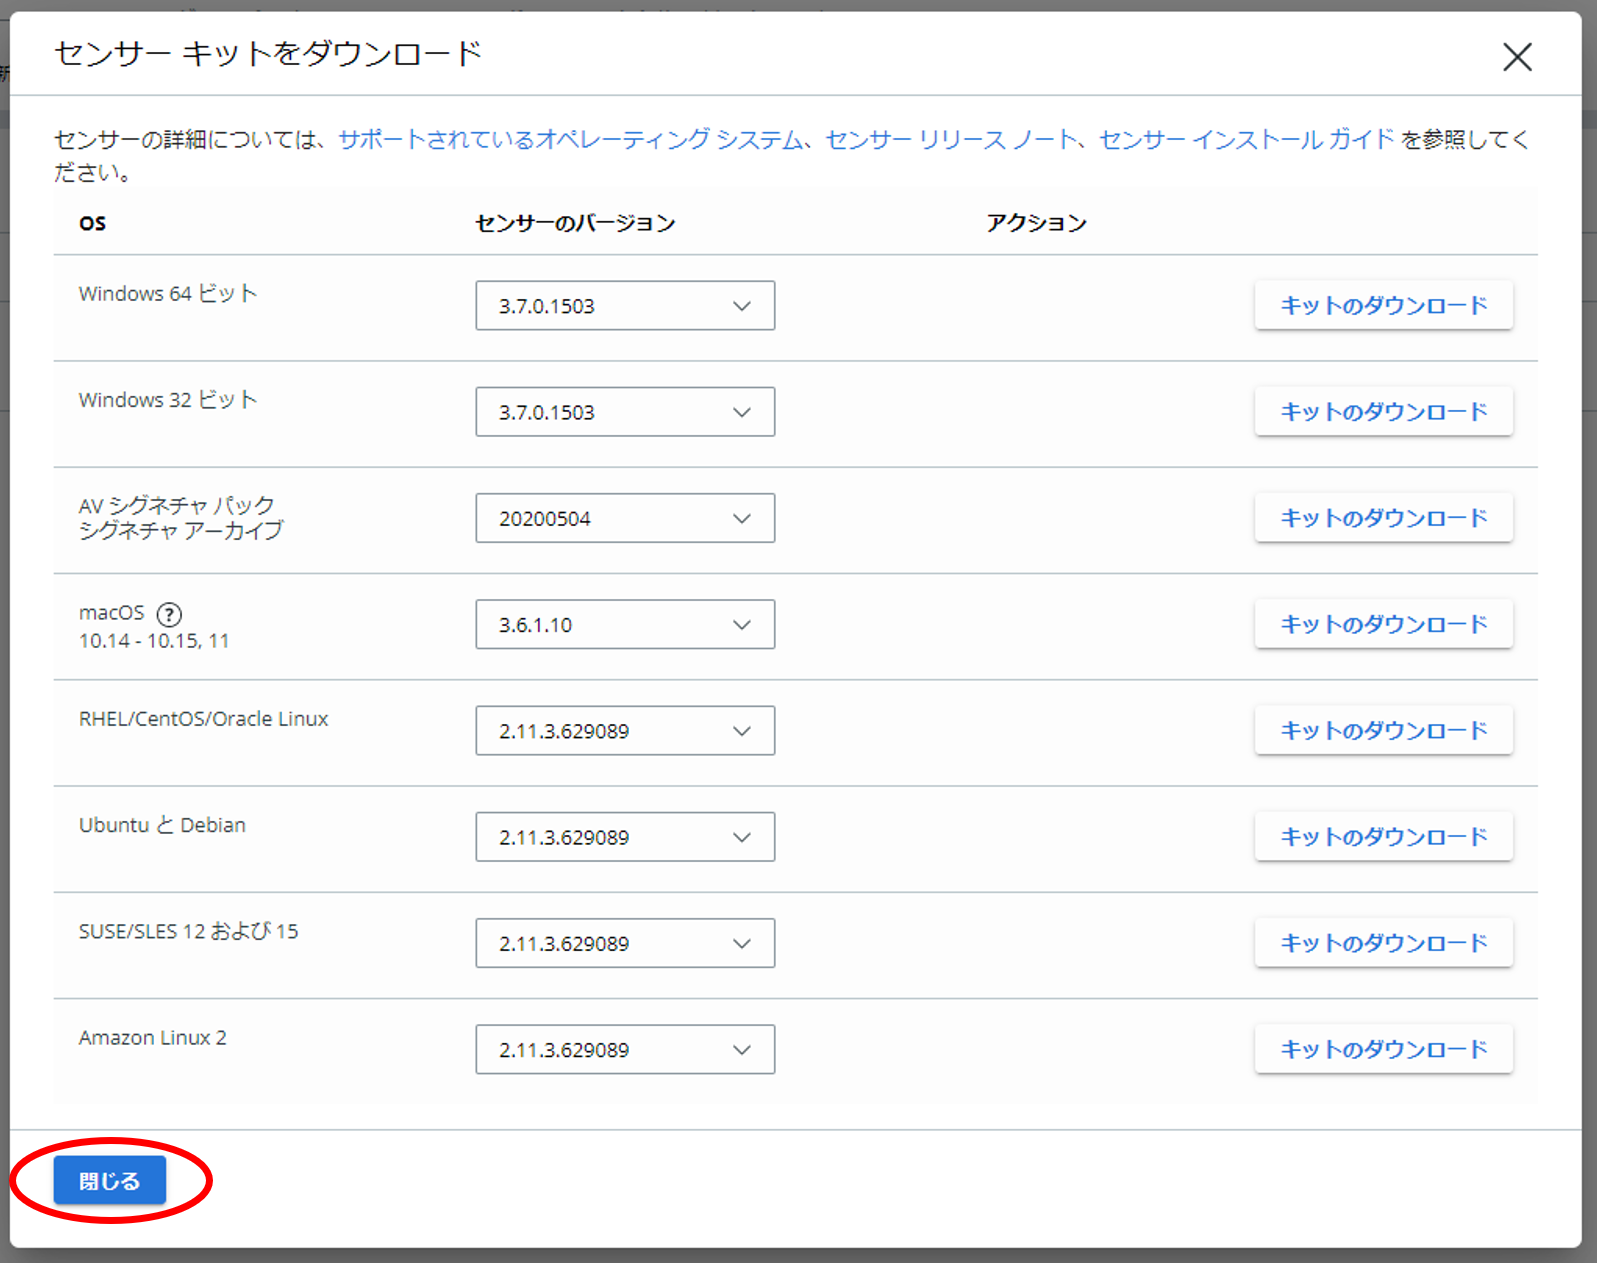 センサー キットをダウンロード
センサーの詳細については、サポートされているオペレーティング システム、センサー リリース ノート、センサー インストール ガイド を参照してく
ださい。
OS センサーのバージョン アクション
Windows 64 ビット 3.7.0.1503 キットのダウンロード
Windows 32 ビット 3.7.0.1503 キットのダウンロード
AV シグネチャ パック
シグネチャ アーカイブ 20200504 キットのダウンロード
macOS ?
10.14 - 10.15, 11 3.6.1.10 キットのダウンロード
RHEL/CentOS/Oracle Linux 2.11.3.629089 キットのダウンロード
Ubuntu と Debian 2.11.3.629089 キットのダウンロード
SUSE/SLES 12 および 15 2.11.3.629089 キットのダウンロード
Amazon Linux 2 2.11.3.629089 キットのダウンロード
閉じる